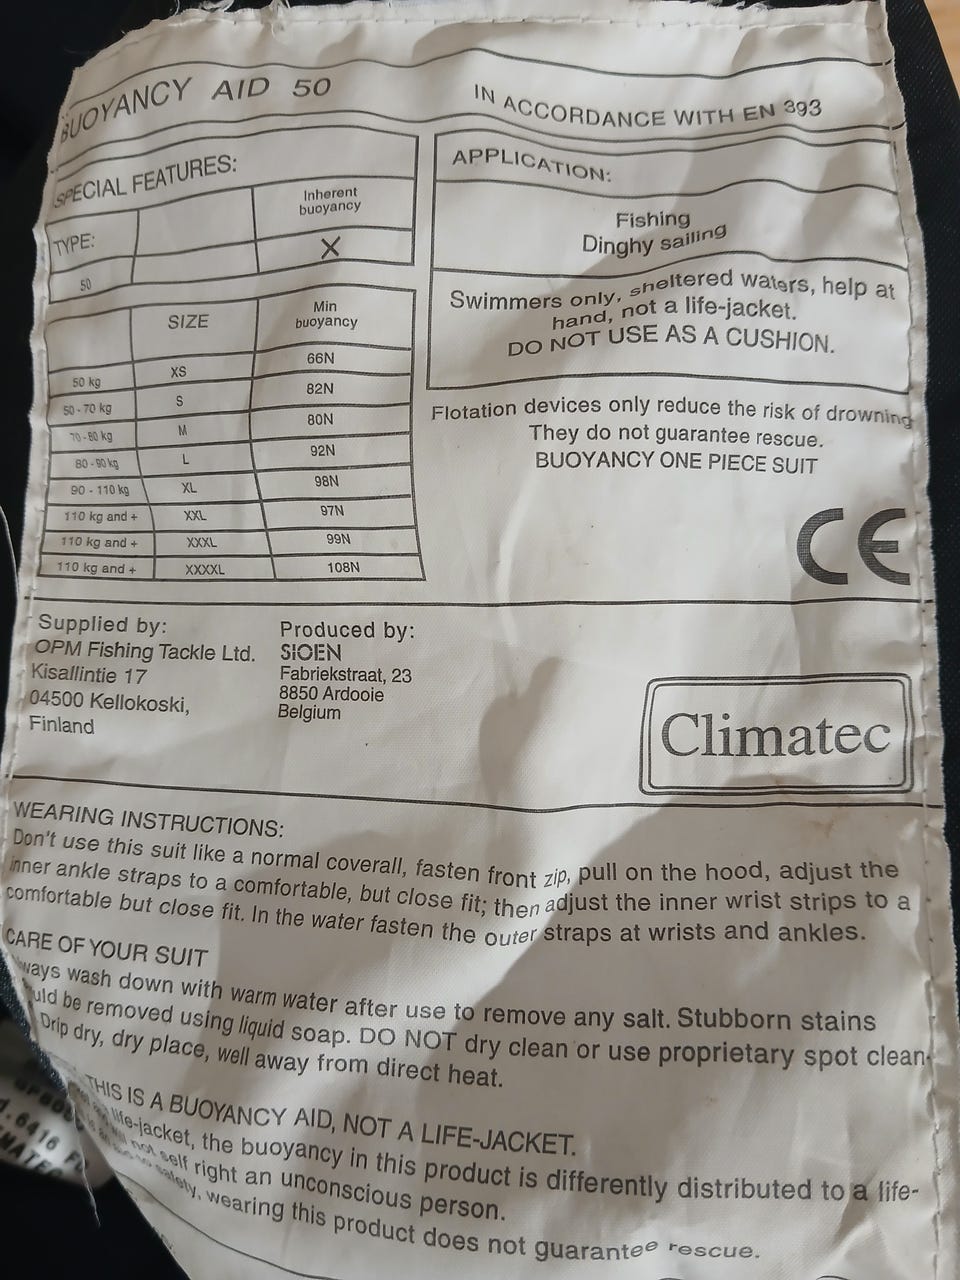 BUOYANCY AID 50
IN ACCORDANCE WITH EN 393
SPECIAL FEATURES:
Inherent
buoyancy
TYPE:
50 X
SIZE Min
buoyancy
50 kg XS 66N
50 - 70 kg S 82N
70 - 80 kg M 80N
80 - 90 kg L 92N
90 - 110 kg XL 98N
110 kg and + XXL 97N
110 kg and + XXXL 99N
110 kg and + XXXXL 108N
APPLICATION:
Fishing
Dinghy sailing
Swimmers only, sheltered waters, help at
hand, not a life-jacket.
DO NOT USE AS A CUSHION.
Flotation devices only reduce the risk of drowning
They do not guarantee rescue.
BUOYANCY ONE PIECE SUIT
CE
Supplied by:
OPM Fishing Tackle Ltd.
Kisallintie 17
04500 Kellokoski,
Finland
Produced by:
SIOEN
Fabriekstraat, 23
8850 Ardooie
Belgium
Climatec
WEARING INSTRUCTIONS:
Don't use this suit like a normal coverall, fasten front zip, pull on the hood, adjust the
inner ankle straps to a comfortable, but close fit; then adjust the inner wrist strips to a
comfortable but close fit. In the water fasten the outer straps at wrists and ankles.
CARE OF YOUR SUIT
ways wash down with warm water after use to remove any salt. Stubborn stains
uld be removed using liquid soap. DO NOT dry clean or use proprietary spot clean-
Drip dry, dry place, well away from direct heat.
THIS IS A BUOYANCY AID, NOT A LIFE-JACKET.
life-jacket, the buoyancy in this product is differently distributed to a life-
not self right an unconscious person.
safety, wearing this product does not guarantee rescue.
6416